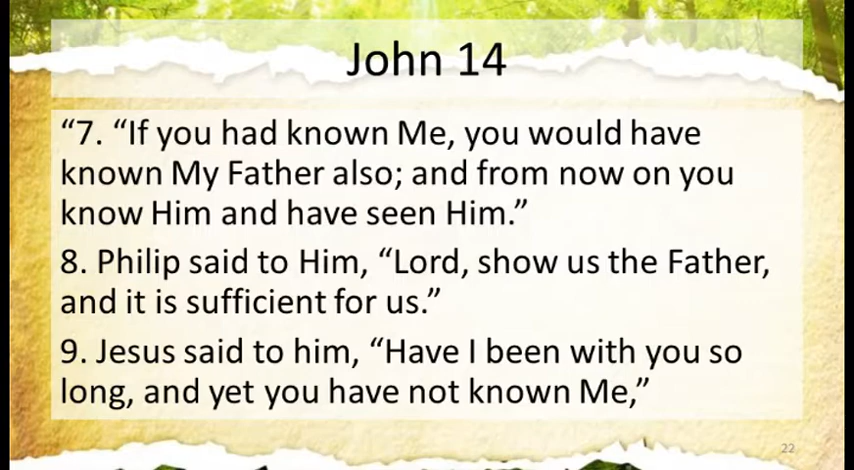 John 14
“7. “If you had known Me, you would have
known My Father also; and from now on you
know Him and have seen Him.”
8. Philip said to Him, “Lord, show us the Father,
and it is sufficient for us.”
9. Jesus said to him, “Have I been with you so
long, and yet you have not known Me,”
22